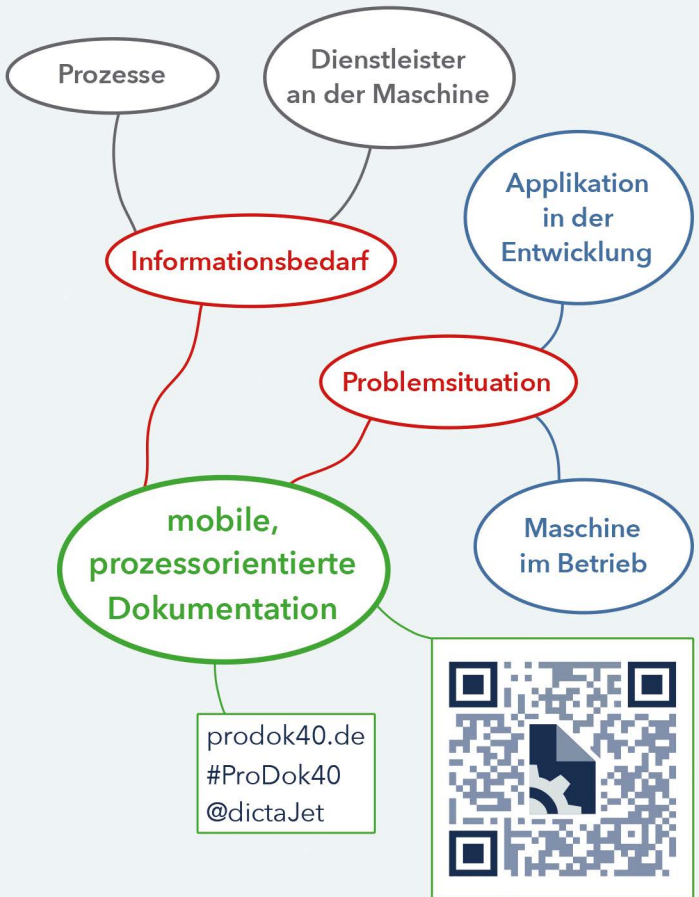 Prozesse
Dienstleister
an der Maschine
Applikation
in der
Entwicklung
Informationsbedarf
Problemsituation
mobile,
prozessorientierte
Dokumentation
Maschine
im Betrieb
prodok40.de
#ProDok40
@dictaJet